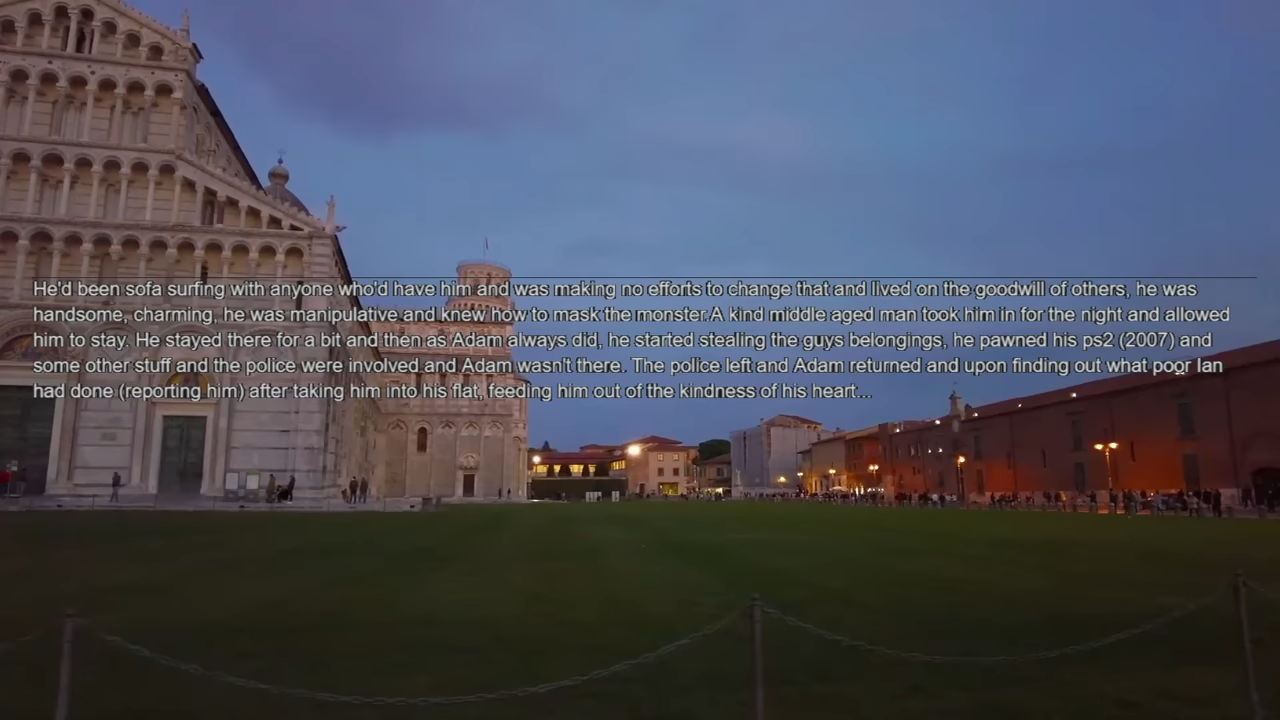 He'd been sofa surfing with anyone who'd have him and was making no efforts to change that and lived on the goodwill of others, he was
handsome, charming, he was manipulative and knew how to mask the monster. A kind middle aged man took him in for the night and allowed
him to stay. He stayed there for a bit and then as Adam always did, he started stealing the guys belongings, he pawned his ps2 (2007) and
some other stuff and the police were involved and Adam wasn't there.. The police left and Adam returned and upon finding out what poor Ian
had done (reporting him) after taking him into his flat, feeding him out of the kindness of his heart...